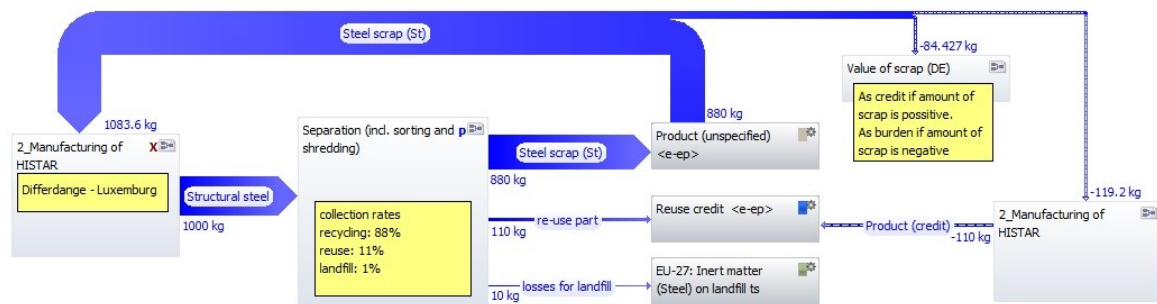 Steel scrap (St)
-84.427 kg
Value of scrap (DE)
As credit if amount of
scrap is possitive.
As burden if amount of
scrap is negative
1083.6 kg
880 kg
2_Manufacturing of
HISTAR
X
Differdange - Luxemburg
Structural steel
1000 kg
Separation (incl. sorting and
shredding)
p
collection rates
recycling: 88%
reuse: 11%
landfill: 1%
Steel scrap (St)
880 kg
Product (unspecified)
<e-ep>
re-use part
110 kg
Reuse credit <e-ep>
Product (credit)
-110 kg
-119.2 kg
2_Manufacturing of
HISTAR
losses for landfill
10 kg
EU-27: Inert matter
(Steel) on landfill ts